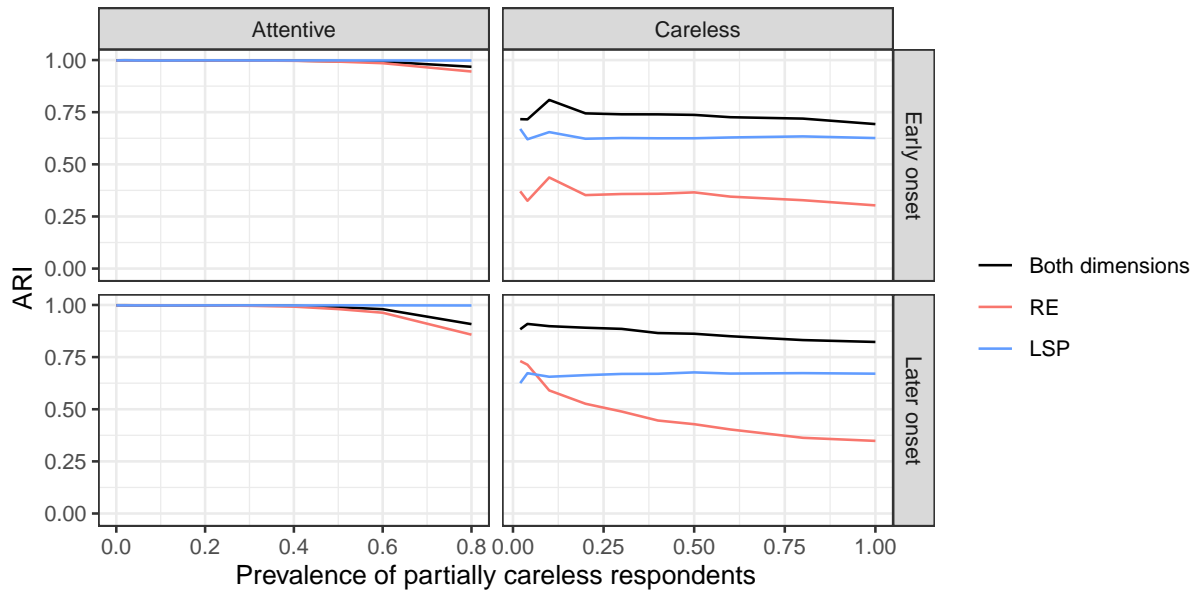 Attentive
Careless
1.00
0.75
0.50
0.25
0.00
Early onset
ARI
1.00
0.75
0.50
0.25
0.00
Later onset
0.0 0.2 0.4 0.6 0.8
0.00 0.25 0.50 0.75 1.00
Prevalence of partially careless respondents
Both dimensions
RE
LSP